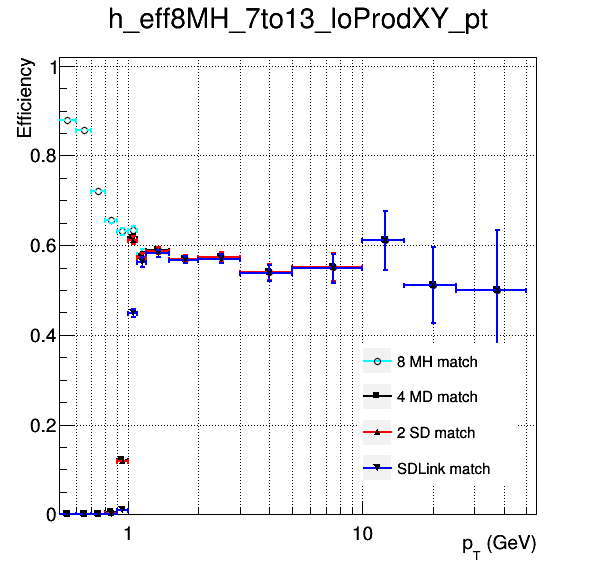 h_eff8MH_7to13_loProdXY_pt
Efficiency
1
0.8
0.6
0.4
0.2
0
8 MH match
4 MD match
2 SD match
SDLink match
1
10
p_T (GeV)